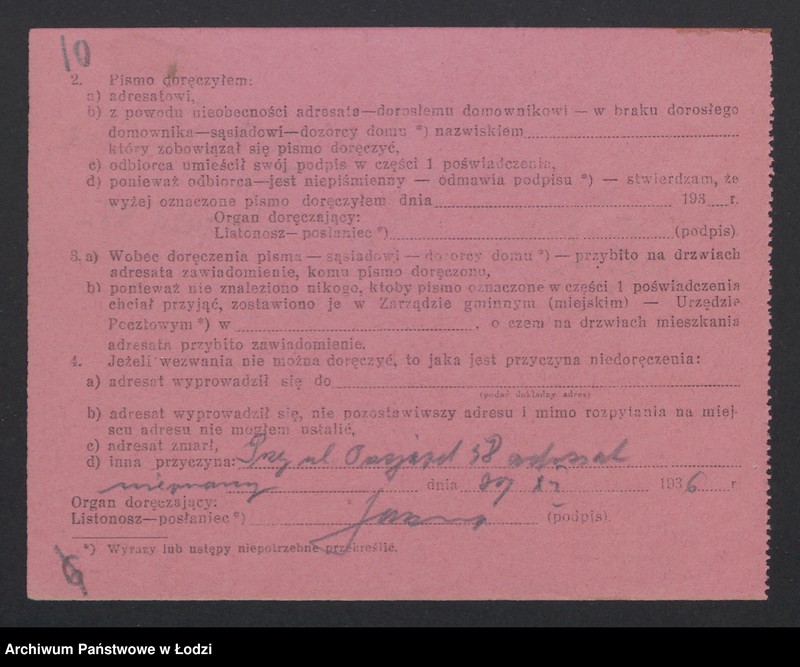 10
2. Pismo doręczyłem:
a) adresatowi,
b) z powodu nieobecności adresata—dorosłemu domownikowi — w braku dorosłego
domownika—sąsiadowi—dozorcy domu *) nazwiskiem
który zobowiązał się pismo doręczyć,
c) odbiorca umieścił swój podpis w części 1 poświadczenia,
d) ponieważ odbiorca—jest niepiśmienny — odmawia podpisu *) — stwierdzam, że
wyżej oznaczone pismo doręczyłem dnia 193 r.
Organ doręczający:
Listonosz—posłaniec *) (podpis).
3. a) Wobec doręczenia pisma — sąsiadowi — dozorcy domu *) — przybito na drzwiach
adresata zawiadomienie, komu pismo doręczono,
b) ponieważ nie znaleziono nikogo, ktoby pismo oznaczone w części 1 poświadczenia
chciał przyjąć, zostawiono je w Zarządzie gminnym (miejskim) — Urzędzie
Pocztowym *) w , o czem na drzwiach mieszkania
adresata przybito zawiadomienie.
4. Jeżeli wezwania nie można doręczyć, to jaka jest przyczyna niedoręczenia:
a) adresat wyprowadził się do
(podać dokładny adres)
b) adresat wyprowadził się, nie pozostawiwszy adresu i mimo rozpytania na miej-
scu adresu nie mogłem ustalić,
c) adresat zmarł,
d) inna przyczyna: Przy ul. Przejazd 38 adresat
nieznany dnia 1936 r
Organ doręczający:
Listonosz—posłaniec *) (podpis).
*) Wyrazy lub ustępy niepotrzebne przekreślić.
6
Archiwum Państwowe w Łodzi